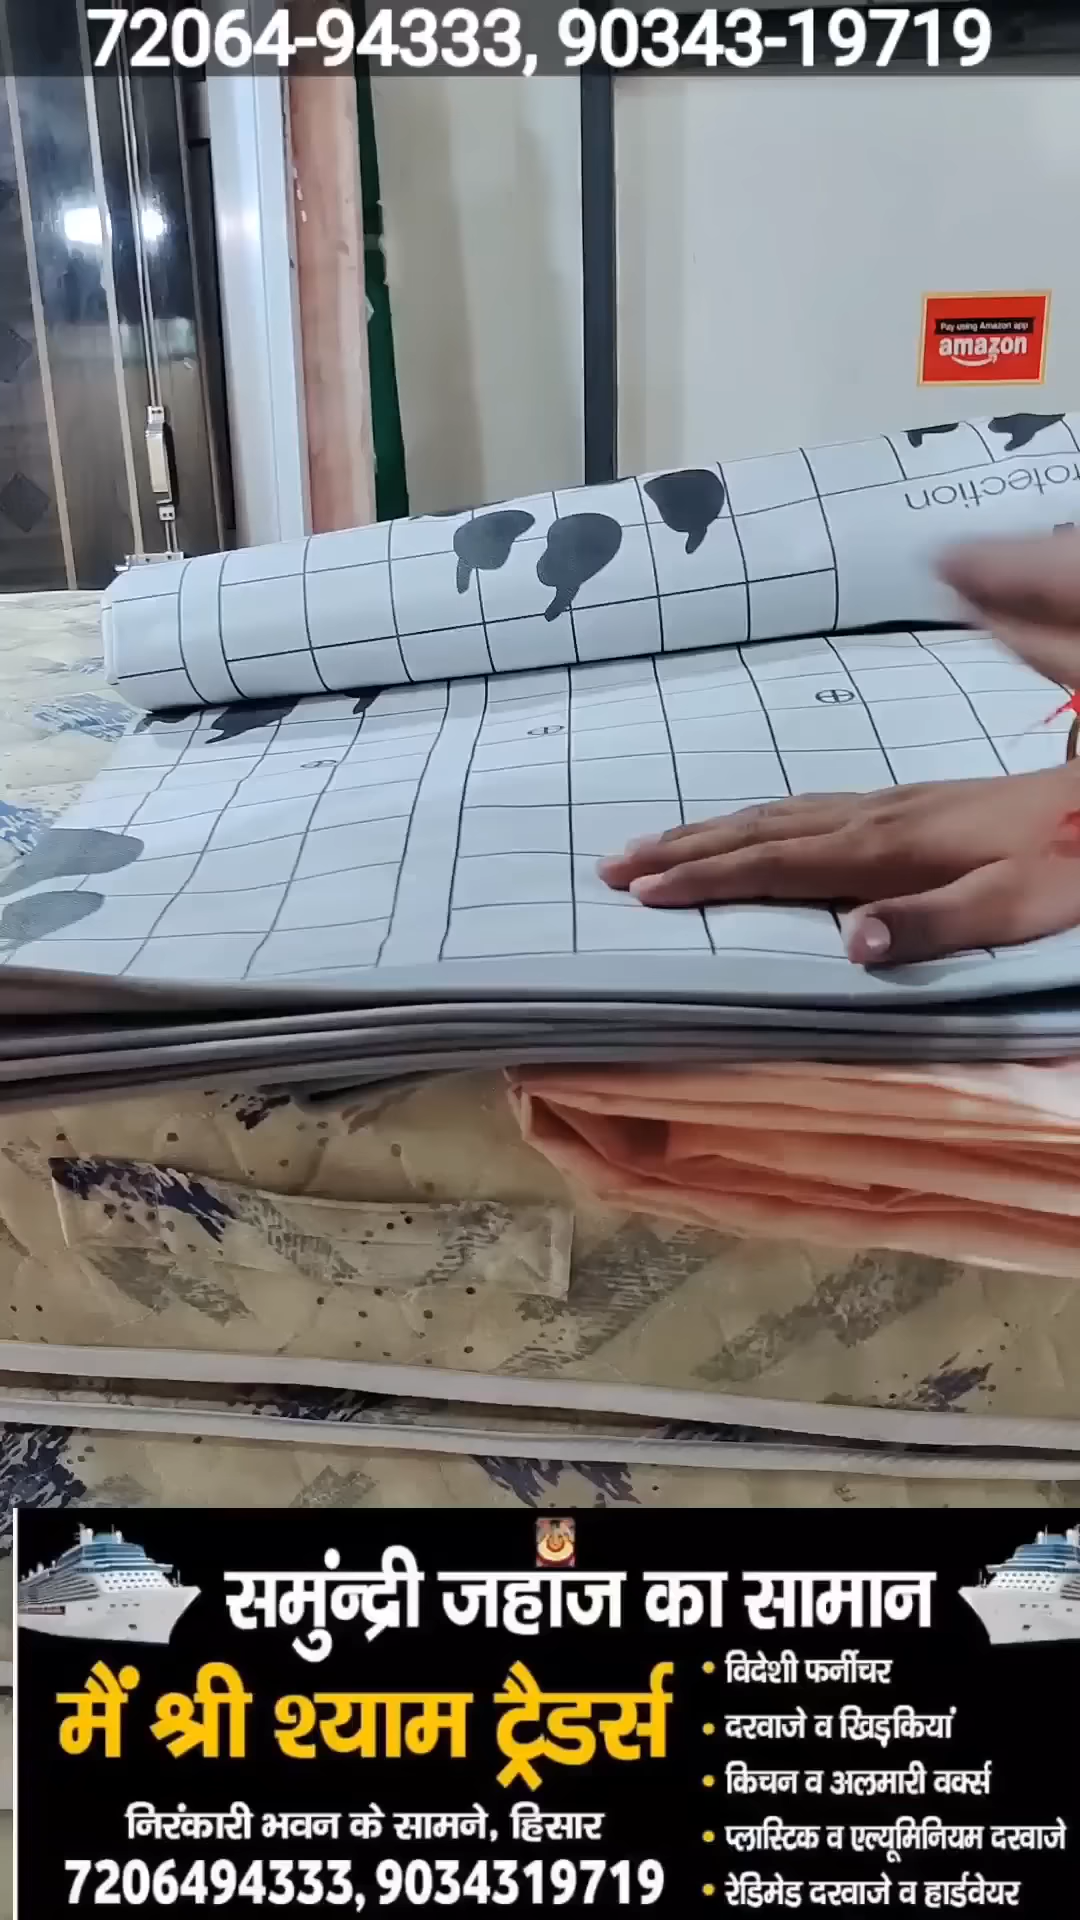 72064-94333, 90343-19719
Pay using Amazon app
amazon
rotection
समुंन्द्री जहाज का सामान
मैं श्री श्याम ट्रैडर्स
निरंकारी भवन के सामने, हिसार
7206494333, 9034319719
• विदेशी फर्नीचर
• दरवाजे व खिड़कियां
• किचन व अलमारी वर्क्स
• प्लास्टिक व एल्यूमिनियम दरवाजे
• रेडिमेड दरवाजे व हार्डवेयर